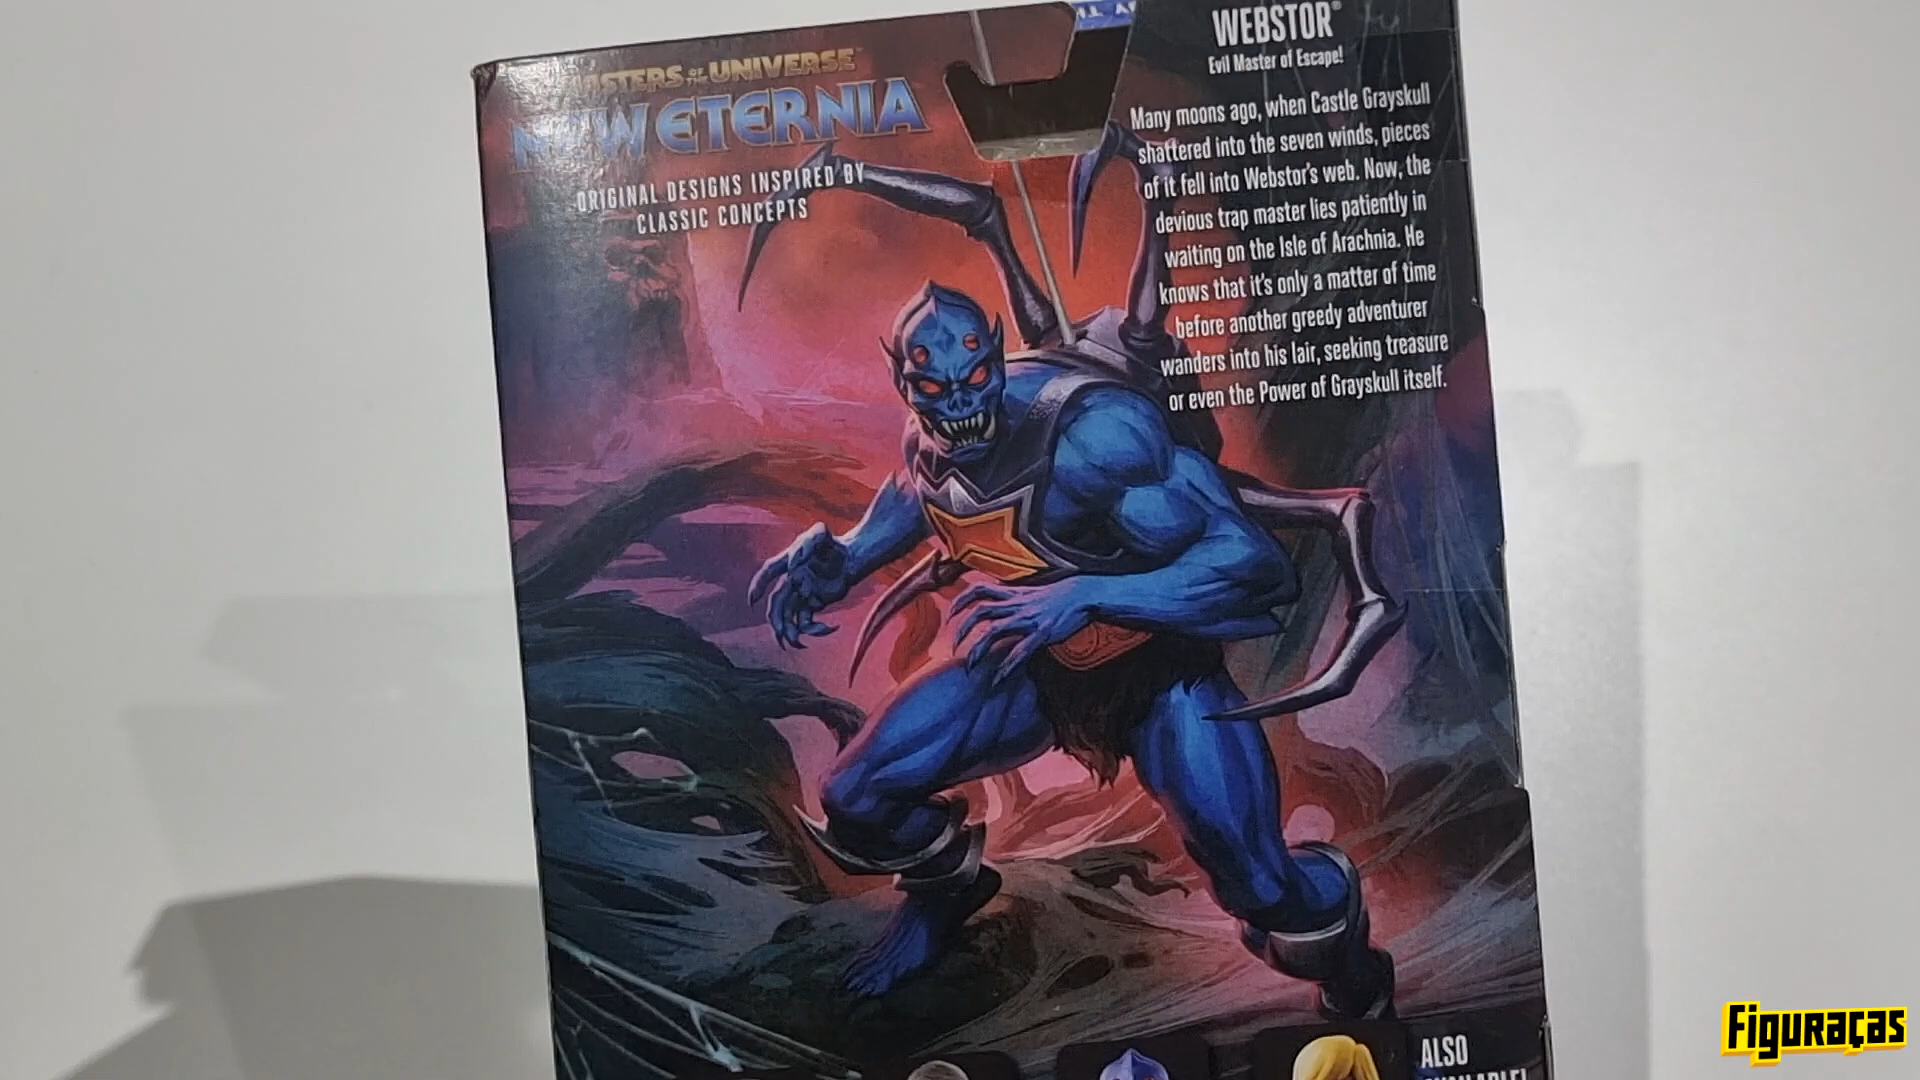 MASTERS OF THE UNIVERSE
NEW ETERNIA
ORIGINAL DESIGNS INSPIRED BY
CLASSIC CONCEPTS
WEBSTOR®
Evil Master of Escape!
Many moons ago, when Castle Grayskull
shattered into the seven winds, pieces
of it fell into Webstor's web. Now, the
devious trap master lies patiently in
waiting on the Isle of Arachnia. He
knows that it's only a matter of time
before another greedy adventurer
wanders into his lair, seeking treasure
or even the Power of Grayskull itself.
ALSO
AVAILABLE!
Figuraças